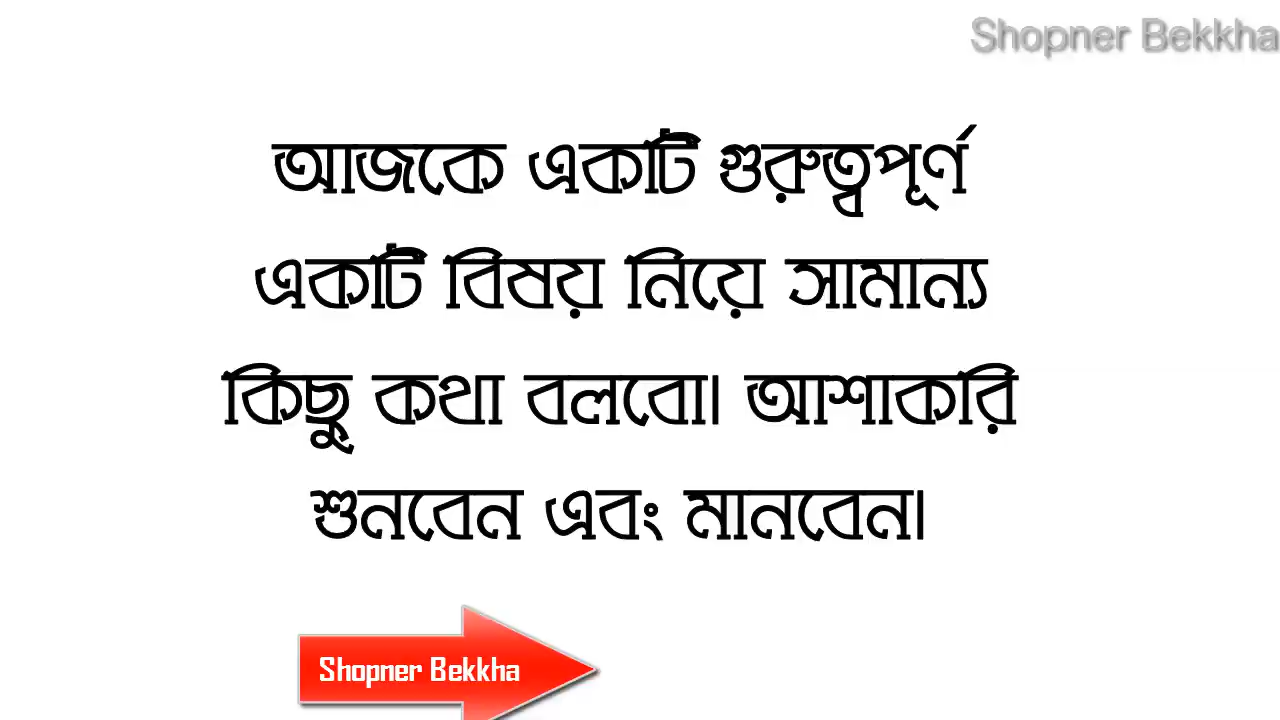 Shopner Bekkha
আজকে একটি গুরুত্বপূর্ণ
একটি বিষয় নিয়ে সামান্য
কিছু কথা বলবো। আশাকরি
শুনবেন এবং মানবেন।
Shopner Bekkha